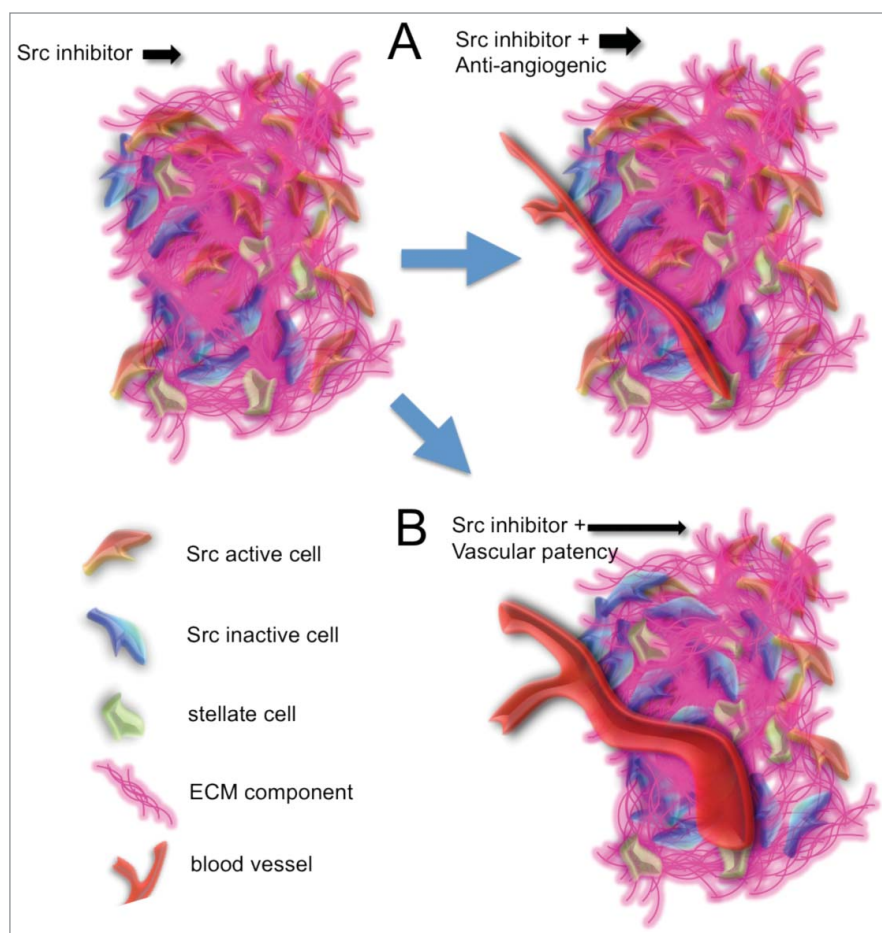 Src inhibitor
A
Src inhibitor +
Anti-angiogenic
B
Src inhibitor +
Vascular patency
Src active cell
Src inactive cell
stellate cell
ECM component
blood vessel